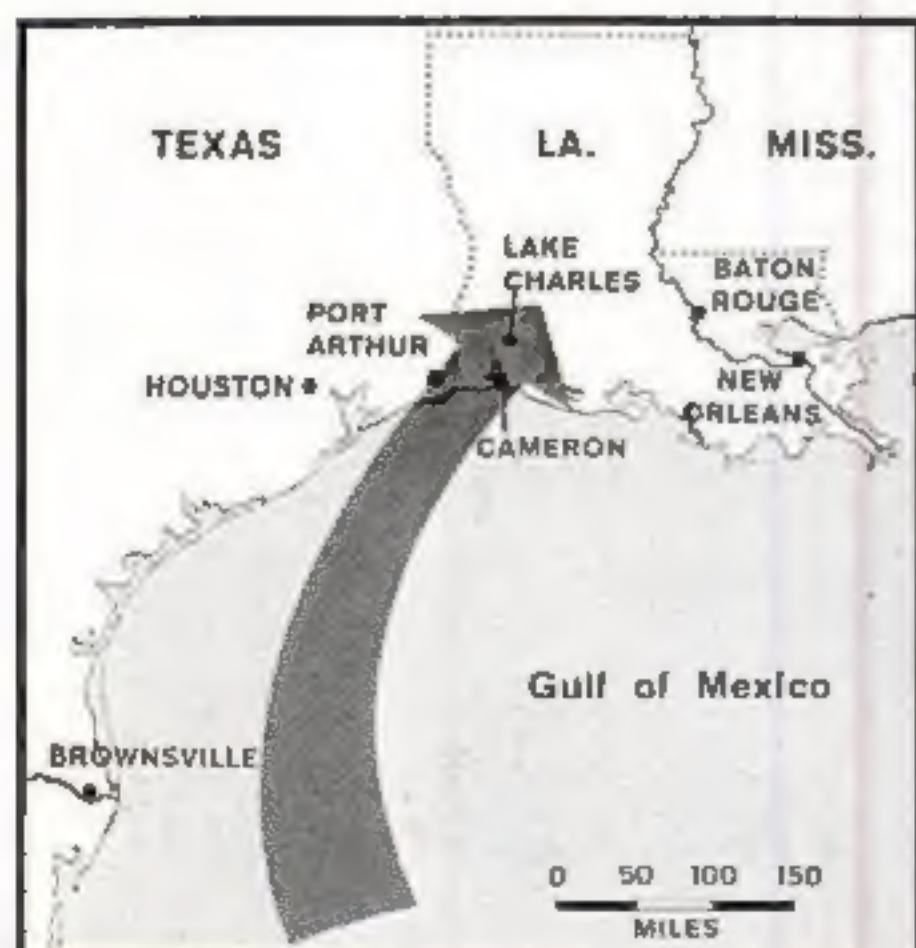 TEXAS
LA.
MISS.
LAKE
CHARLES
BATON
ROUGE
PORT
ARTHUR
HOUSTON
NEW
ORLEANS
CAMERON
Gulf of Mexico
BROWNSVILLE
0 50 100 150
MILES